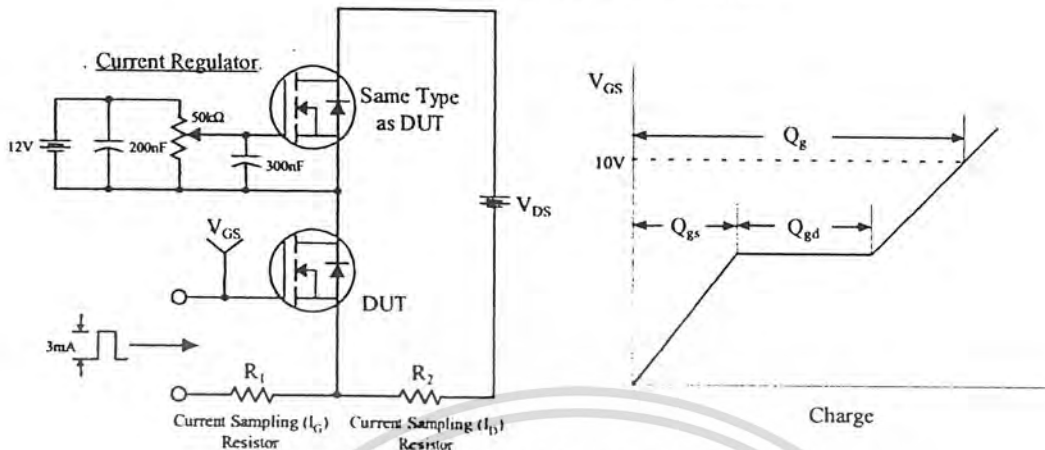 Current Regulator
12V
200nF
50kΩ
300nF
Same Type
as DUT
V_DS
V_GS
DUT
3mA
R_1
R_2
Current Sampling (I_G)
Resistor
Current Sampling (I_D)
Resistor
V_GS
10V
Q_g
Q_gs
Q_gd
Charge